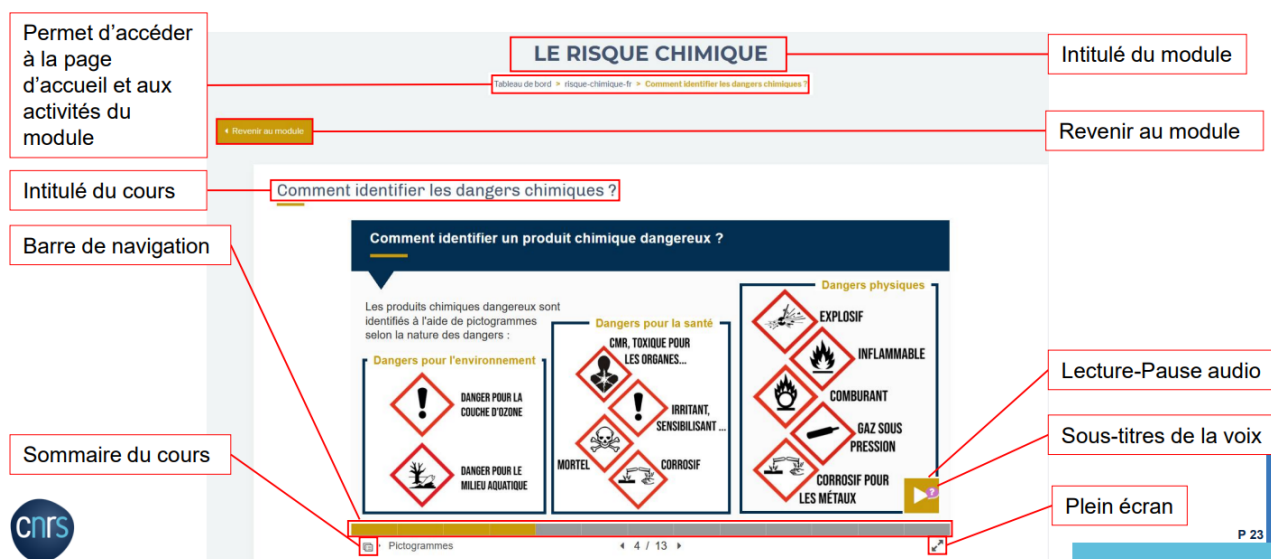 Permet d’accéder
à la page
d’accueil et aux
activités du
module
LE RISQUE CHIMIQUE
Intitulé du module
Tableau de bord > risque-chimique-fr > Comment identifier les dangers chimiques ?
Revenir au module
Revenir au module
Intitulé du cours
Comment identifier les dangers chimiques ?
Barre de navigation
Comment identifier un produit chimique dangereux ?
Les produits chimiques dangereux sont
identifiés à l'aide de pictogrammes
selon la nature des dangers :
Dangers pour l'environnement
DANGER POUR LA
COUCHE D'OZONE
DANGER POUR LE
MILIEU AQUATIQUE
Dangers pour la santé
CMR, TOXIQUE POUR
LES ORGANES...
IRRITANT,
SENSIBILISANT ...
MORTEL
CORROSIF
Dangers physiques
EXPLOSIF
INFLAMMABLE
COMBURANT
GAZ SOUS
PRESSION
CORROSIF POUR
LES MÉTAUX
?
Lecture-Pause audio
Sous-titres de la voix
Sommaire du cours
Plein écran
Pictogrammes
4 / 13
cnrs
P 23